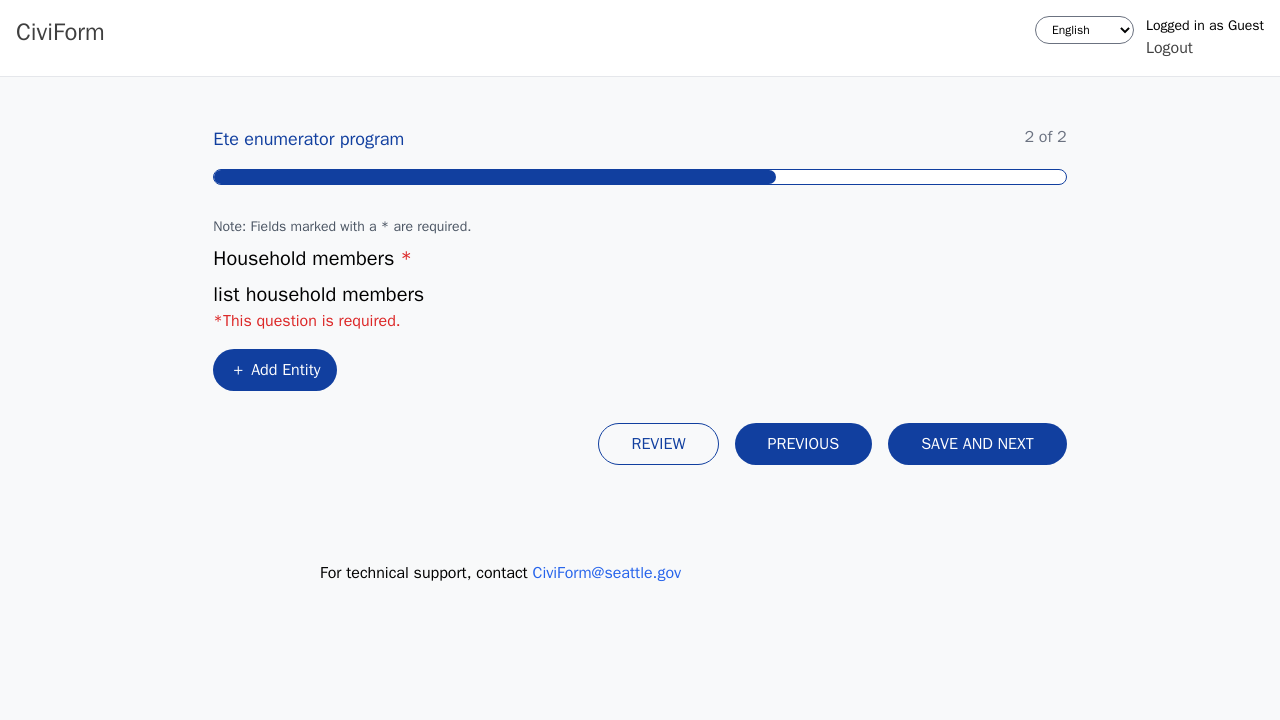 CiviForm
English
Logged in as Guest
Logout
Ete enumerator program
2 of 2
Note: Fields marked with a * are required.
Household members *
list household members
*This question is required.
+ Add Entity
REVIEW
PREVIOUS
SAVE AND NEXT
For technical support, contact CiviForm@seattle.gov